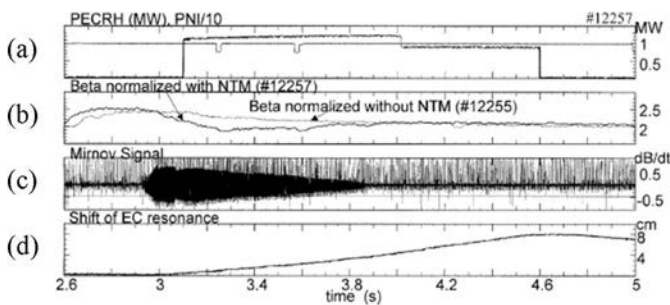 PECRH (MW), PNI/10 #12257
(a)
MW
1
0.5
Beta normalized with NTM (#12257)
Beta normalized without NTM (#12255)
(b)
2.5
2.0
Mirnov Signal
dB/dt
(c)
0.5
-0.5
Shift of EC resonance
cm
(d)
8
4
2.6 3 3.4 3.8 4.2 4.6 5
time (s)